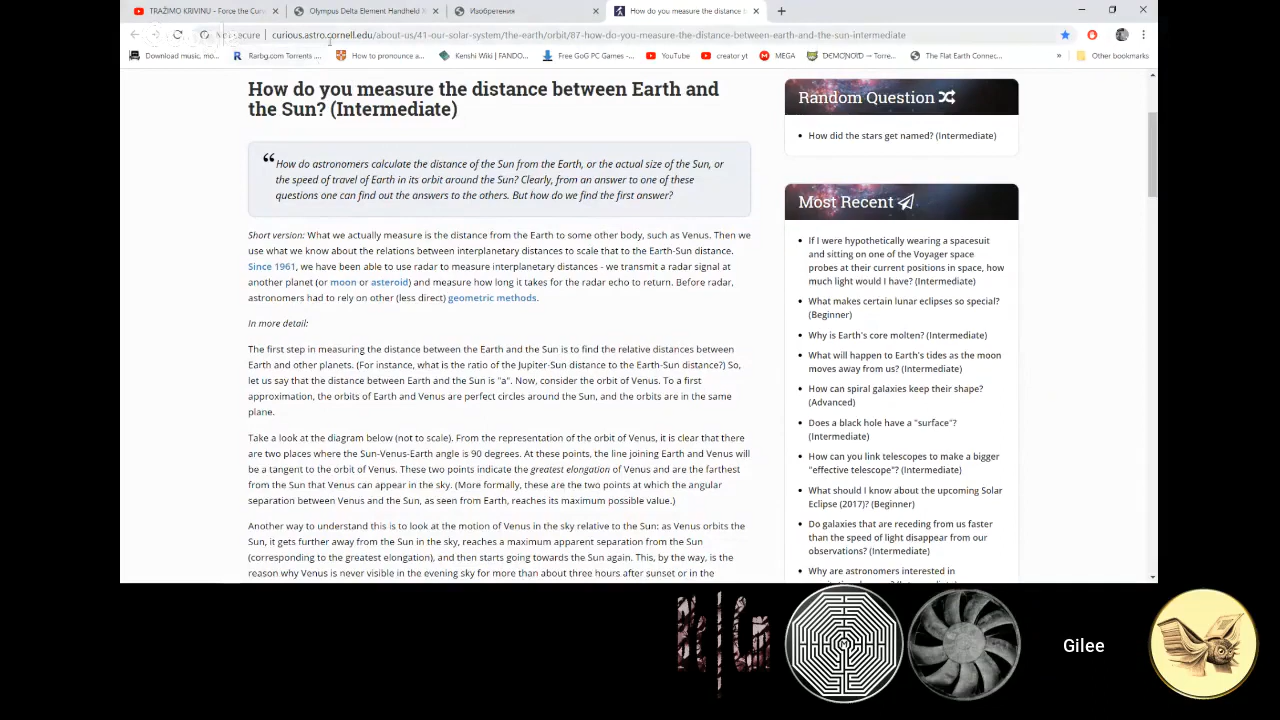 TRAŽIMO KRIVINU - Force the Cur
Olympus Delta Element Handheld X
Изобретения
How do you measure the distance
secure | curious.astro.cornell.edu/about-us/41-our-solar-system/the-earth/orbit/87-how-do-you-measure-the-distance-between-earth-and-the-sun-intermediate
Download music, mo...
Rarbg.com Torrents ...
How to pronounce a...
Kenshi Wiki | FANDO...
Free GoG PC Games -...
YouTube
creator yt
MEGA
DEMONOID — Torre...
The Flat Earth Connec...
»
Other bookmarks
How do you measure the distance between Earth and
the Sun? (Intermediate)
How do astronomers calculate the distance of the Sun from the Earth, or the actual size of the Sun, or
the speed of travel of Earth in its orbit around the Sun? Clearly, from an answer to one of these
questions one can find out the answers to the others. But how do we find the first answer?
Short version: What we actually measure is the distance from the Earth to some other body, such as Venus. Then we
use what we know about the relations between interplanetary distances to scale that to the Earth-Sun distance.
Since 1961, we have been able to use radar to measure interplanetary distances - we transmit a radar signal at
another planet (or moon or asteroid) and measure how long it takes for the radar echo to return. Before radar,
astronomers had to rely on other (less direct) geometric methods.
In more detail:
The first step in measuring the distance between the Earth and the Sun is to find the relative distances between
Earth and other planets. (For instance, what is the ratio of the Jupiter-Sun distance to the Earth-Sun distance?) So,
let us say that the distance between Earth and the Sun is "a". Now, consider the orbit of Venus. To a first
approximation, the orbits of Earth and Venus are perfect circles around the Sun, and the orbits are in the same
plane.
Take a look at the diagram below (not to scale). From the representation of the orbit of Venus, it is clear that there
are two places where the Sun-Venus-Earth angle is 90 degrees. At these points, the line joining Earth and Venus will
be a tangent to the orbit of Venus. These two points indicate the greatest elongation of Venus and are the farthest
from the Sun that Venus can appear in the sky. (More formally, these are the two points at which the angular
separation between Venus and the Sun, as seen from Earth, reaches its maximum possible value.)
Another way to understand this is to look at the motion of Venus in the sky relative to the Sun: as Venus orbits the
Sun, it gets further away from the Sun in the sky, reaches a maximum apparent separation from the Sun
(corresponding to the greatest elongation), and then starts going towards the Sun again. This, by the way, is the
reason why Venus is never visible in the evening sky for more than about three hours after sunset or in the
Random Question
How did the stars get named? (Intermediate)
Most Recent
If I were hypothetically wearing a spacesuit
and sitting on one of the Voyager space
probes at their current positions in space, how
much light would I have? (Intermediate)
What makes certain lunar eclipses so special?
(Beginner)
Why is Earth's core molten? (Intermediate)
What will happen to Earth's tides as the moon
moves away from us? (Intermediate)
How can spiral galaxies keep their shape?
(Advanced)
Does a black hole have a "surface"?
(Intermediate)
How can you link telescopes to make a bigger
"effective telescope"? (Intermediate)
What should I know about the upcoming Solar
Eclipse (2017)? (Beginner)
Do galaxies that are receding from us faster
than the speed of light disappear from our
observations? (Intermediate)
Why are astronomers interested in
Gilee